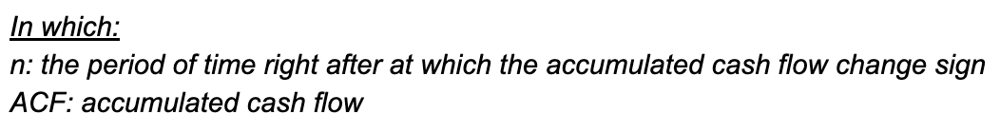 In which:
n: the period of time right after at which the accumulated cash flow change sign
ACF: accumulated cash flow